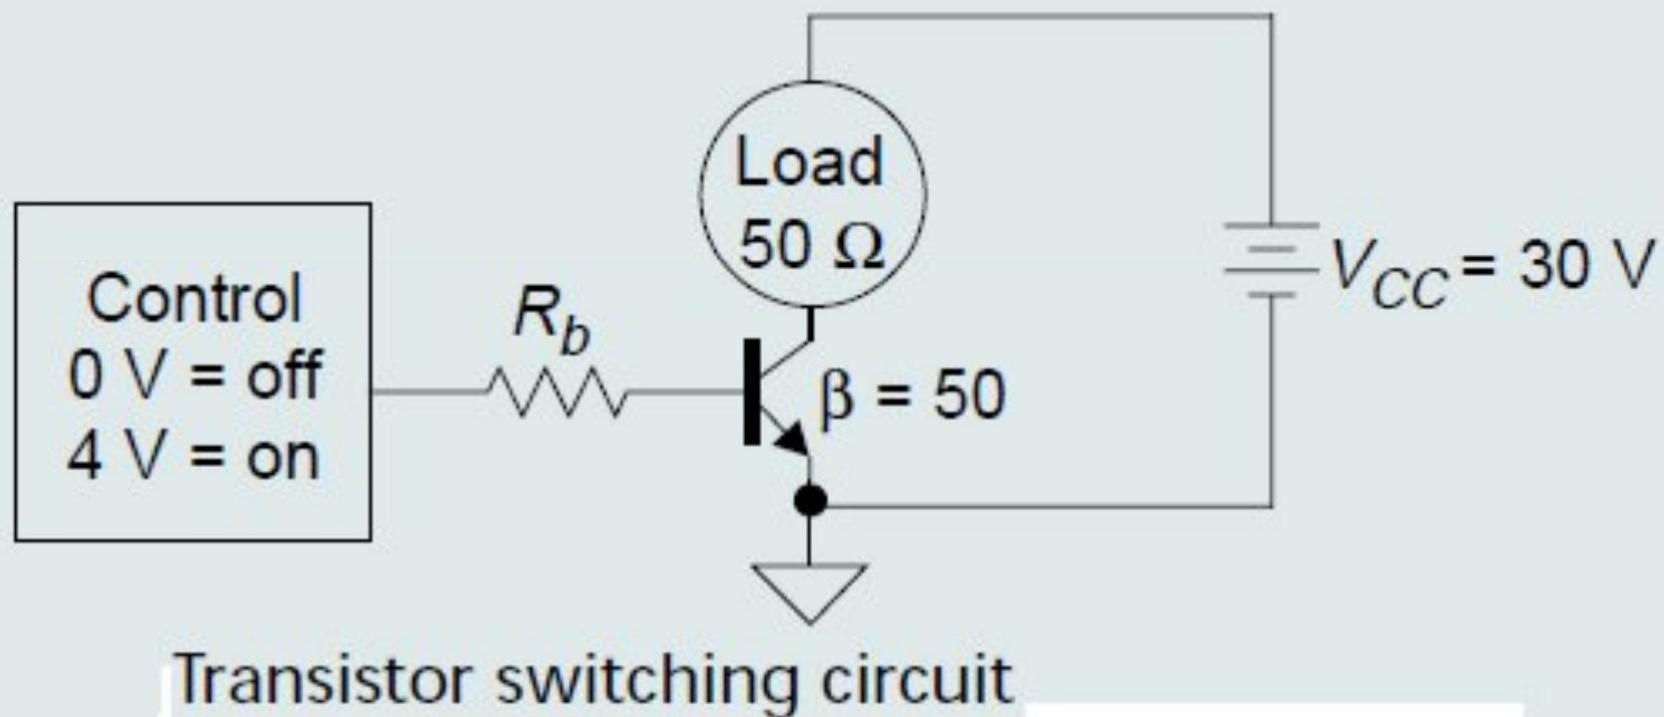 Load
50 Ω
Control
0 V = off
4 V = on
R_b
β = 50
V_CC = 30 V
Transistor switching circuit